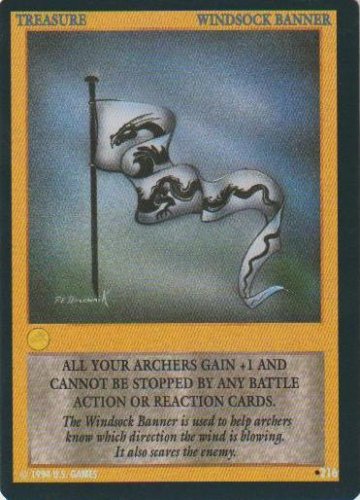 TREASURE WINDSOCK BANNER
ALL YOUR ARCHERS GAIN +1 AND
CANNOT BE STOPPED BY ANY BATTLE
ACTION OR REACTION CARDS.
The Windsock Banner is used to help archers
know which direction the wind is blowing.
It also scares the enemy.
© 1994 U.S. GAMES •216